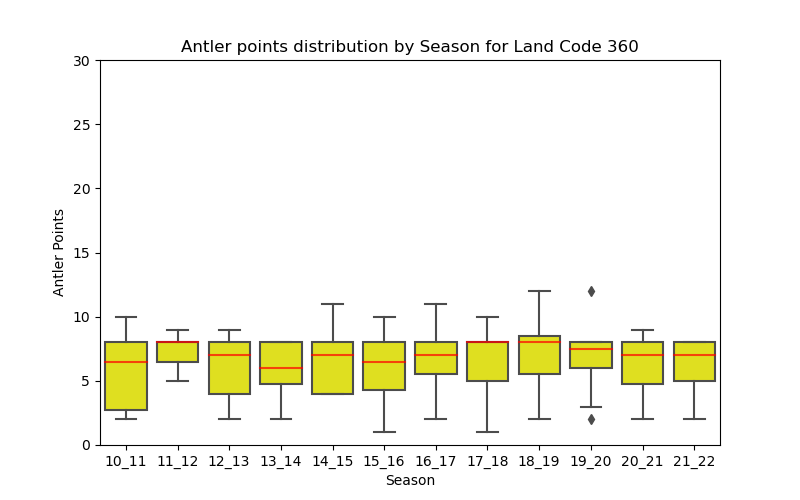 Antler points distribution by Season for Land Code 360
30
25
20
15
10
5
0
Antler Points
10_11 11_12 12_13 13_14 14_15 15_16 16_17 17_18 18_19 19_20 20_21 21_22
Season